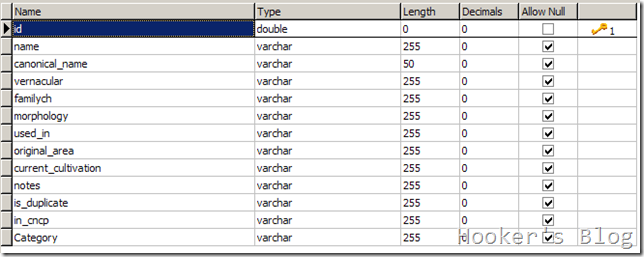 Name Type Length Decimals Allow Null
id double 0 0 1
name varchar 255 0
canonical_name varchar 50 0
vernacular varchar 255 0
familych varchar 255 0
morphology varchar 255 0
used_in varchar 255 0
original_area varchar 255 0
current_cultivation varchar 255 0
notes varchar 255 0
is_duplicate varchar 255 0
in_cncp varchar 255 0
Category varchar 255 0
Hooker's Blog